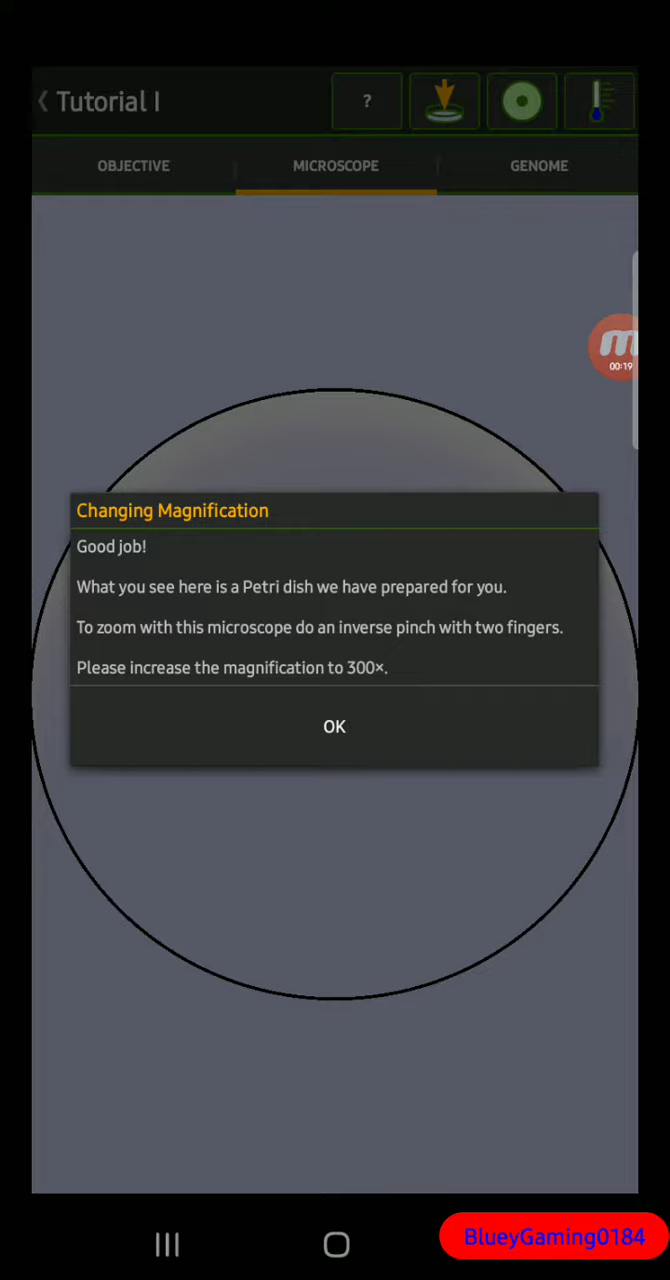 Tutorial I
?
OBJECTIVE
MICROSCOPE
GENOME
00:19
Changing Magnification
Good job!
What you see here is a Petri dish we have prepared for you.
To zoom with this microscope do an inverse pinch with two fingers.
Please increase the magnification to 300×.
OK
BlueyGaming0184